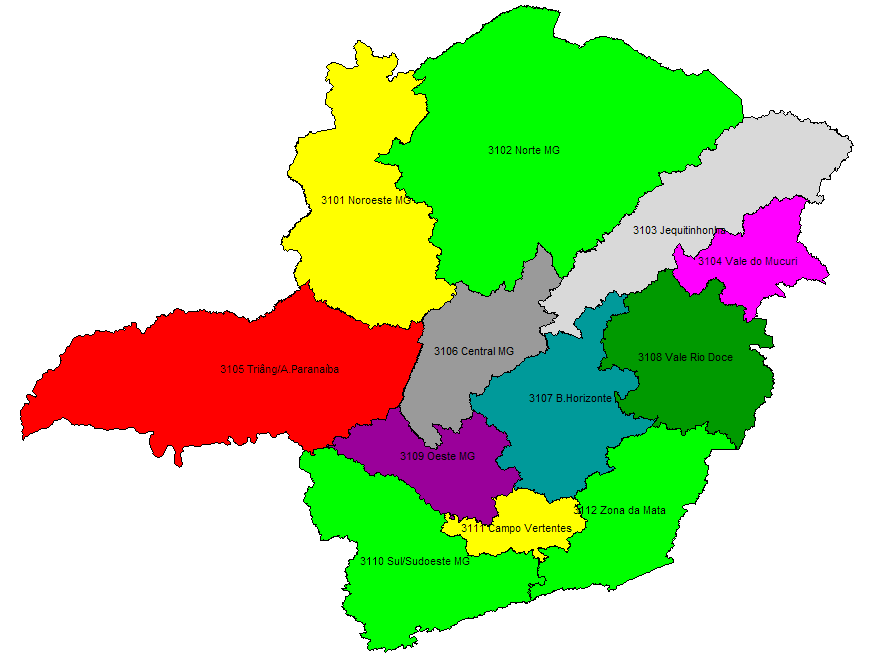 3102 Norte MG
3101 Noroeste MG
3103 Jequitinhonha
3104 Vale do Mucuri
3106 Central MG
3108 Vale Rio Doce
3105 Triâng/A.Paranaiba
3107 B.Horizonte
3109 Oeste MG
3112 Zona da Mata
3111 Campo Vertentes
3110 Sul/Sudoeste MG